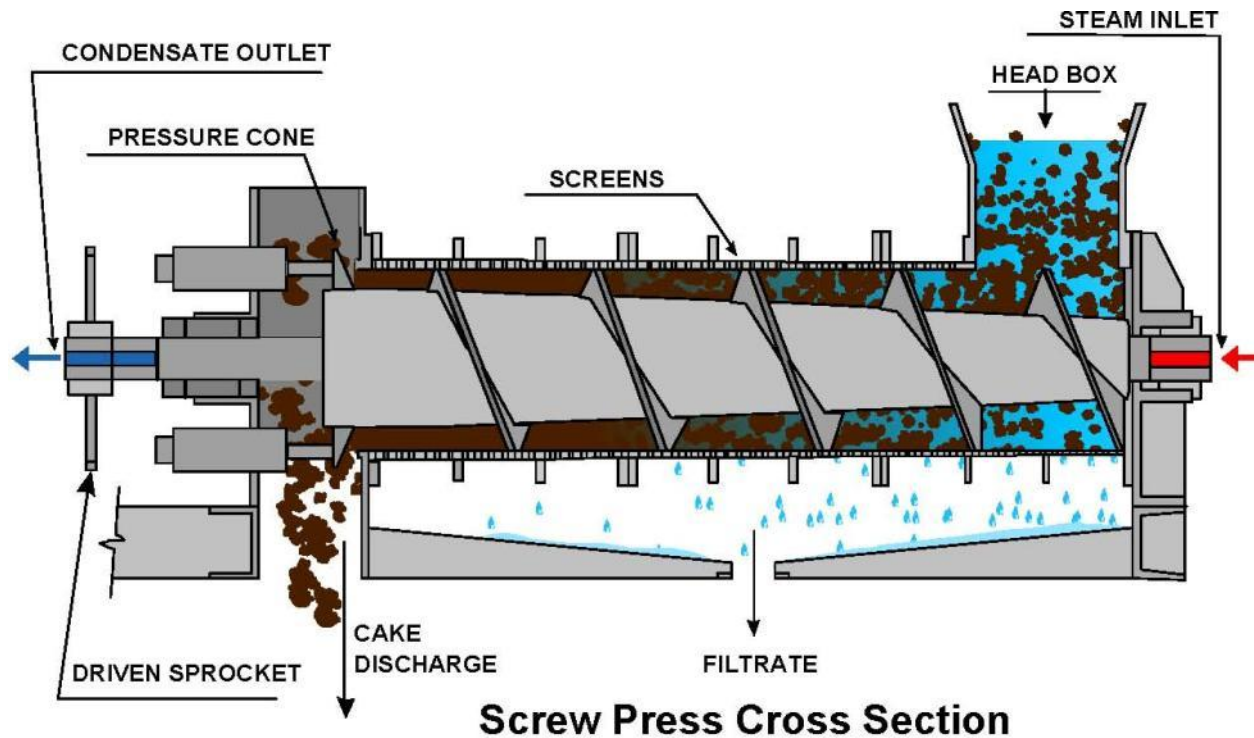 STEAM INLET
CONDENSATE OUTLET
HEAD BOX
PRESSURE CONE
SCREENS
CAKE
DISCHARGE
FILTRATE
DRIVEN SPROCKET
Screw Press Cross Section